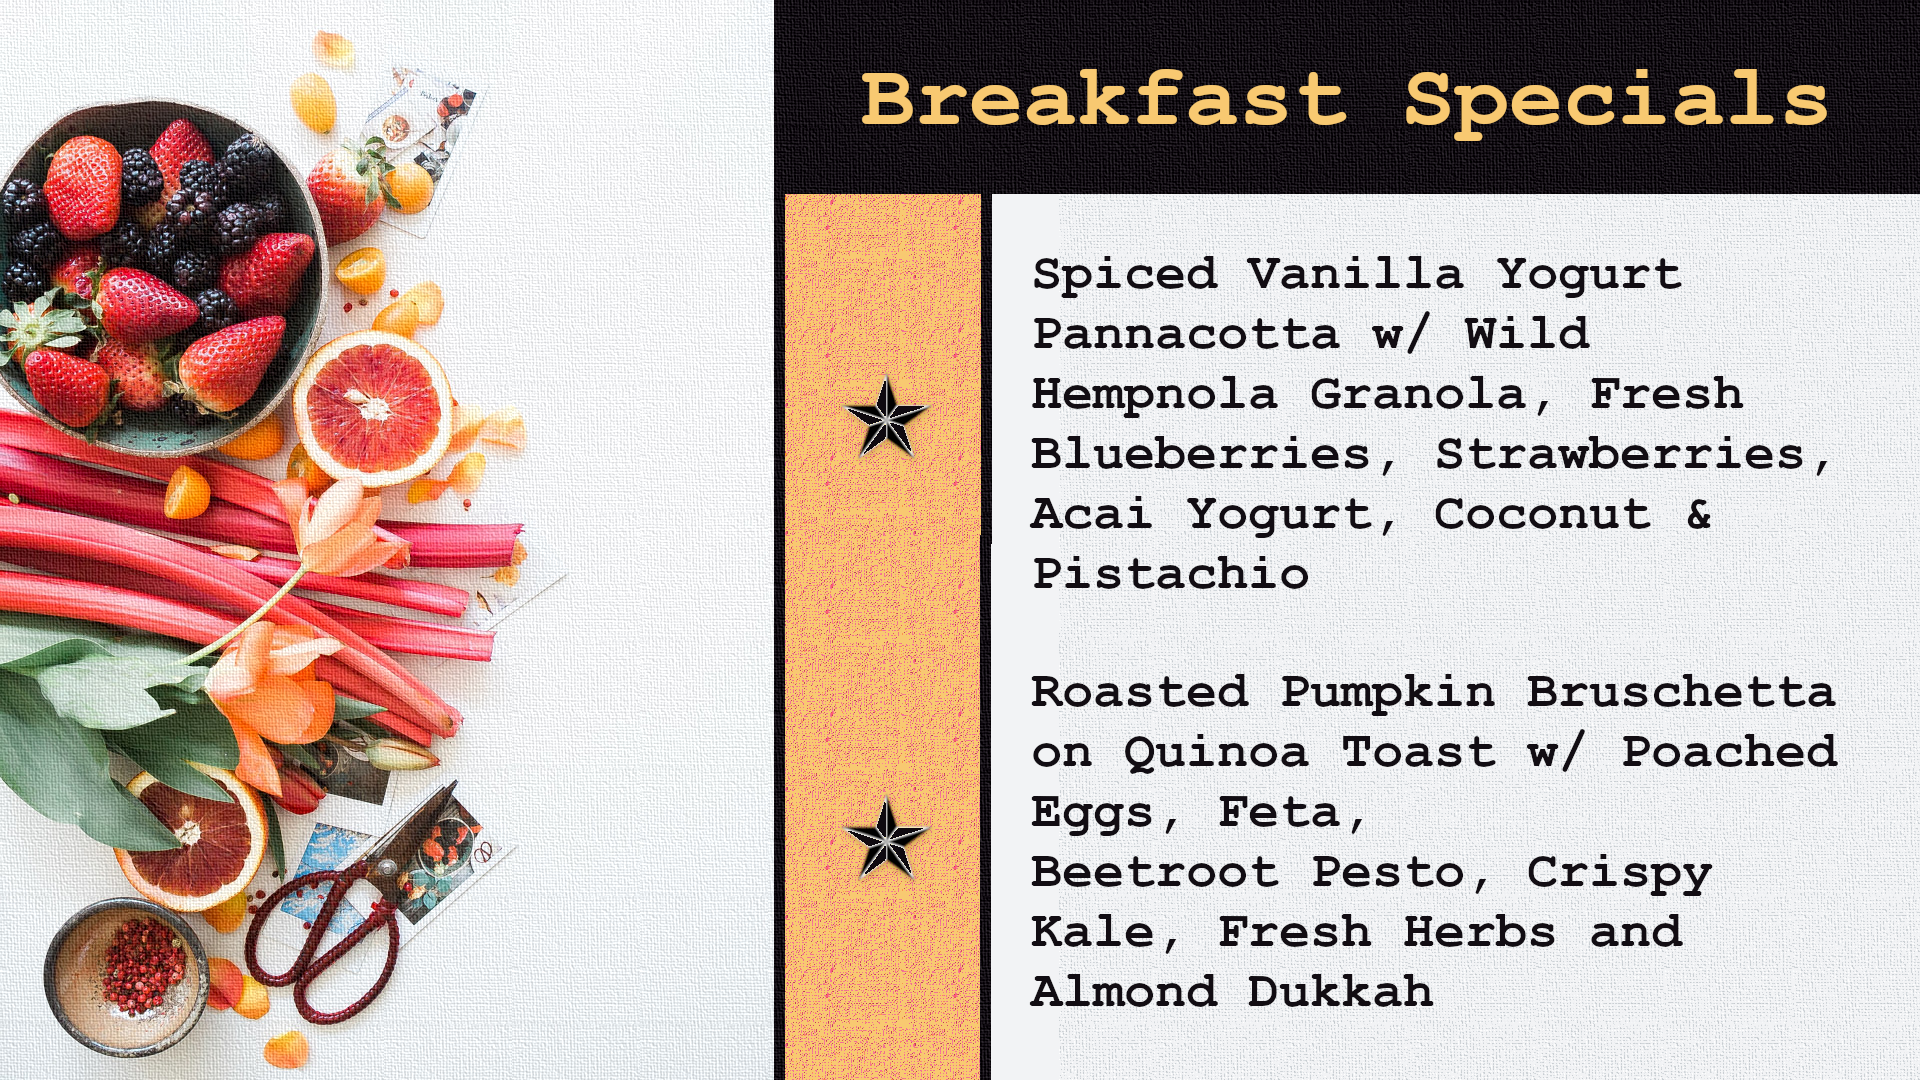 Breakfast Specials
Spiced Vanilla Yogurt
Pannacotta w/ Wild
Hempnola Granola, Fresh
Blueberries, Strawberries,
Acai Yogurt, Coconut &
Pistachio
Roasted Pumpkin Bruschetta
on Quinoa Toast w/ Poached
Eggs, Feta,
Beetroot Pesto, Crispy
Kale, Fresh Herbs and
Almond Dukkah